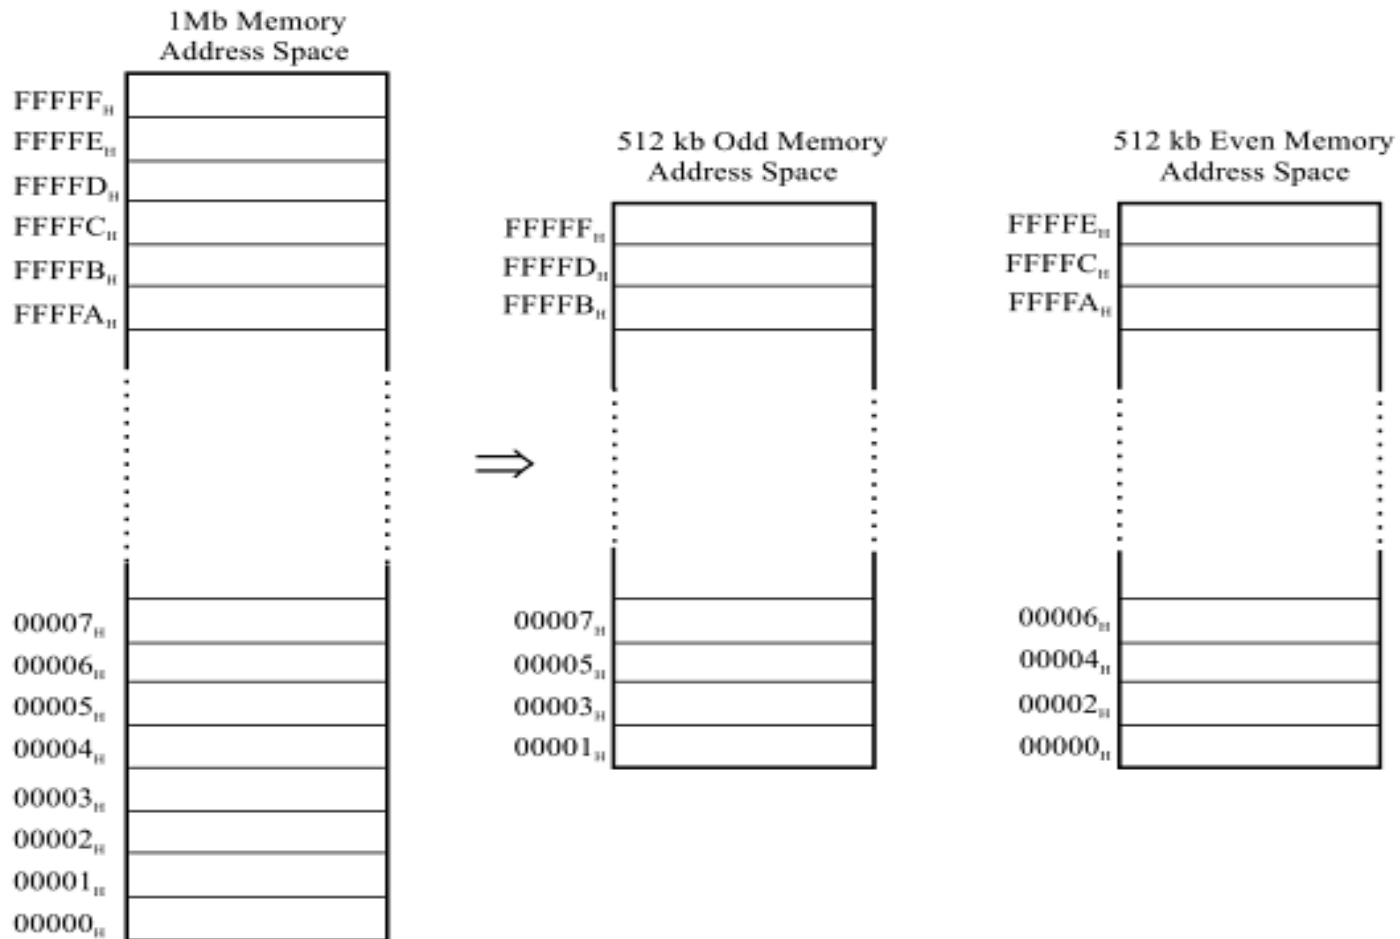 1Mb Memory
Address Space
FFFFFH
FFFFEH
FFFFDH
FFFFCH
FFFFBH
FFFFAH
00007H
00006H
00005H
00004H
00003H
00002H
00001H
00000H
512 kb Odd Memory
Address Space
FFFFFH
FFFFDH
FFFFBH
00007H
00005H
00003H
00001H
512 kb Even Memory
Address Space
FFFFEH
FFFFCH
FFFFAH
00006H
00004H
00002H
00000H